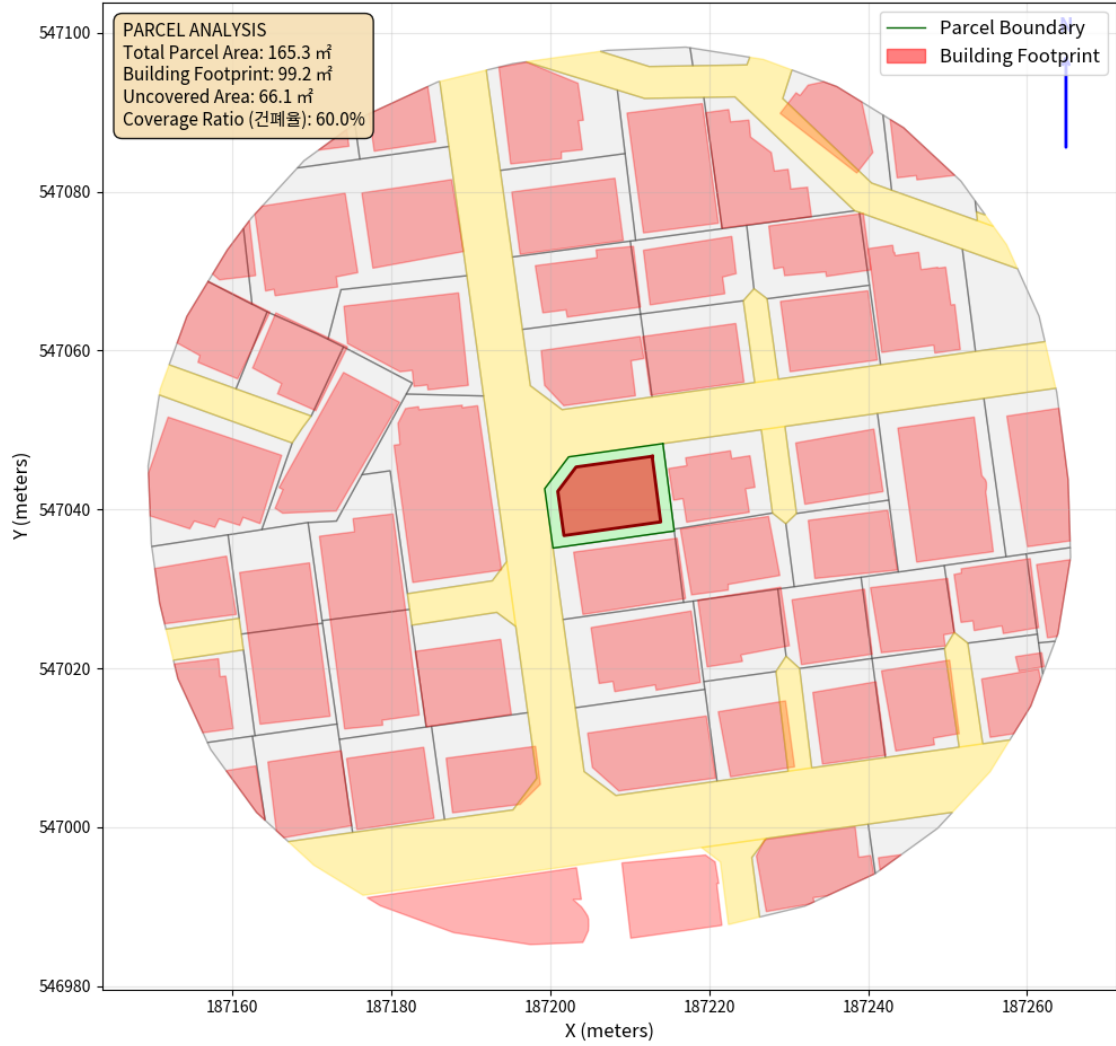 PARCEL ANALYSIS
Total Parcel Area: 165.3 ㎡
Building Footprint: 99.2 ㎡
Uncovered Area: 66.1 ㎡
Coverage Ratio (건폐율): 60.0%
Parcel Boundary
Building Footprint
N
547100
547080
547060
547040
547020
547000
546980
Y (meters)
187160
187180
187200
187220
187240
187260
X (meters)